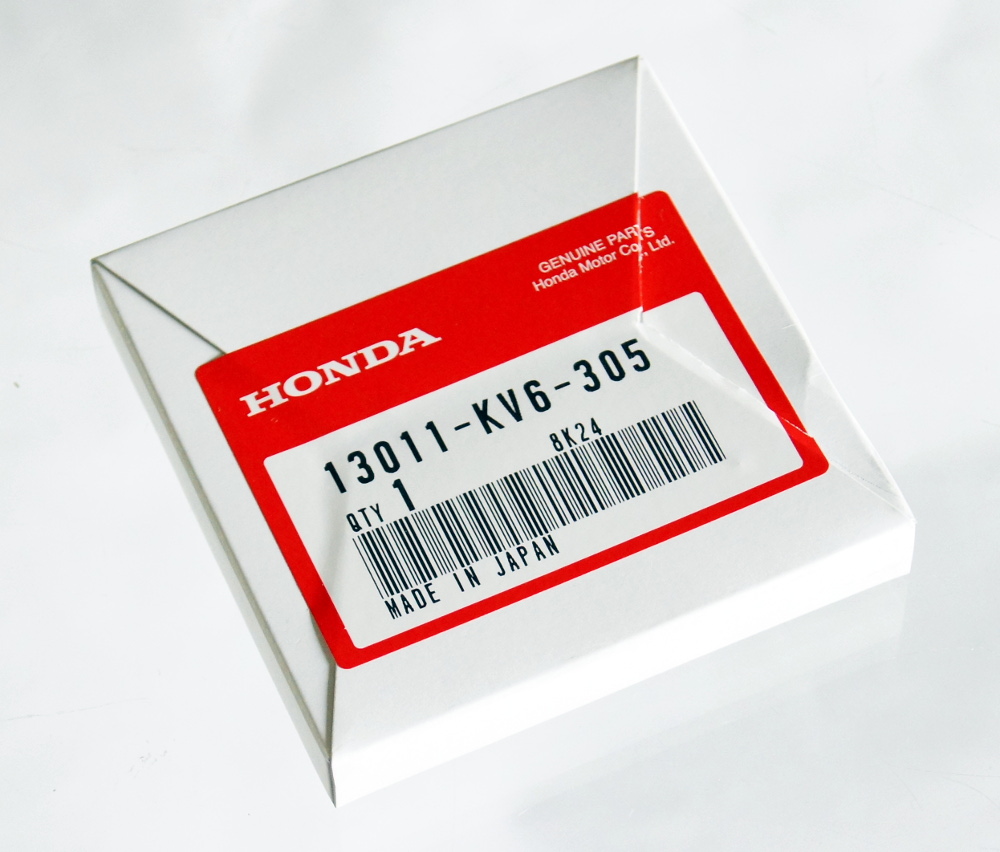 GENUINE PARTS
Honda Motor Co., Ltd.
HONDA
13011-KV6-305
8K24
QTY 1
MADE IN JAPAN